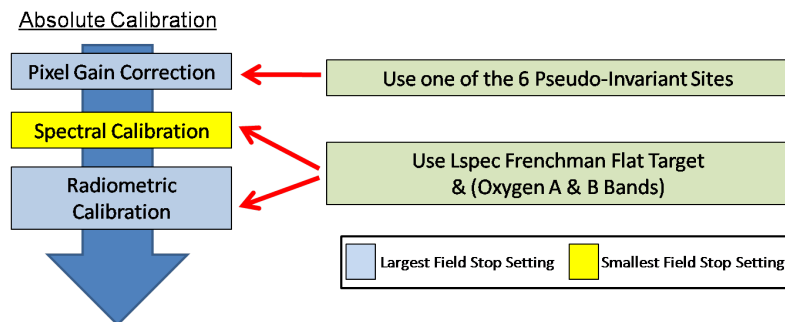 Absolute Calibration
Pixel Gain Correction
Use one of the 6 Pseudo-Invariant Sites
Spectral Calibration
Use Lspec Frenchman Flat Target
& (Oxygen A & B Bands)
Radiometric
Calibration
Largest Field Stop Setting
Smallest Field Stop Setting